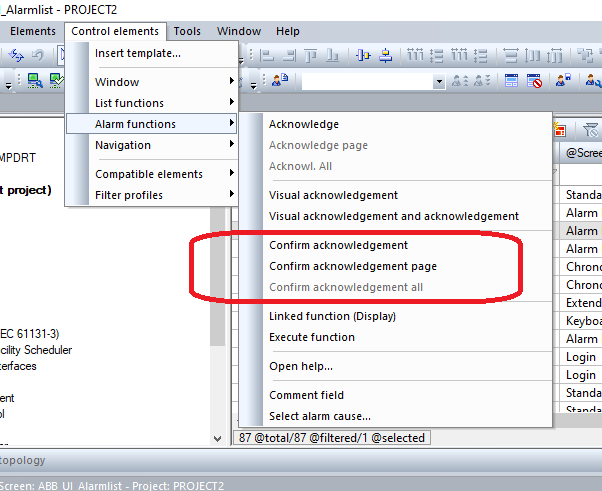 _Alarmlist - PROJECT2
Elements Control elements Tools Window Help
Insert template...
Window
List functions
Alarm functions
Navigation
Compatible elements
Filter profiles
Acknowledge
Acknowledge page
Acknowl. All
Visual acknowledgement
Visual acknowledgement and acknowledgement
Confirm acknowledgement
Confirm acknowledgement page
Confirm acknowledgement all
Linked function (Display)
Execute function
Open help...
Comment field
Select alarm cause...
MPDRT
t project)
EC 61131-3)
cility Scheduler
terfaces
ent
ol
@Scree
Standa
Alarm
Alarm
Alarm
Chrono
Chrono
Extend
Keyboa
Alarm
Login
Login
Standa
Standa
87 @total/87 @filtered/1 @selected
topology
Screen: ABB_UI_Alarmlist - Project: PROJECT2